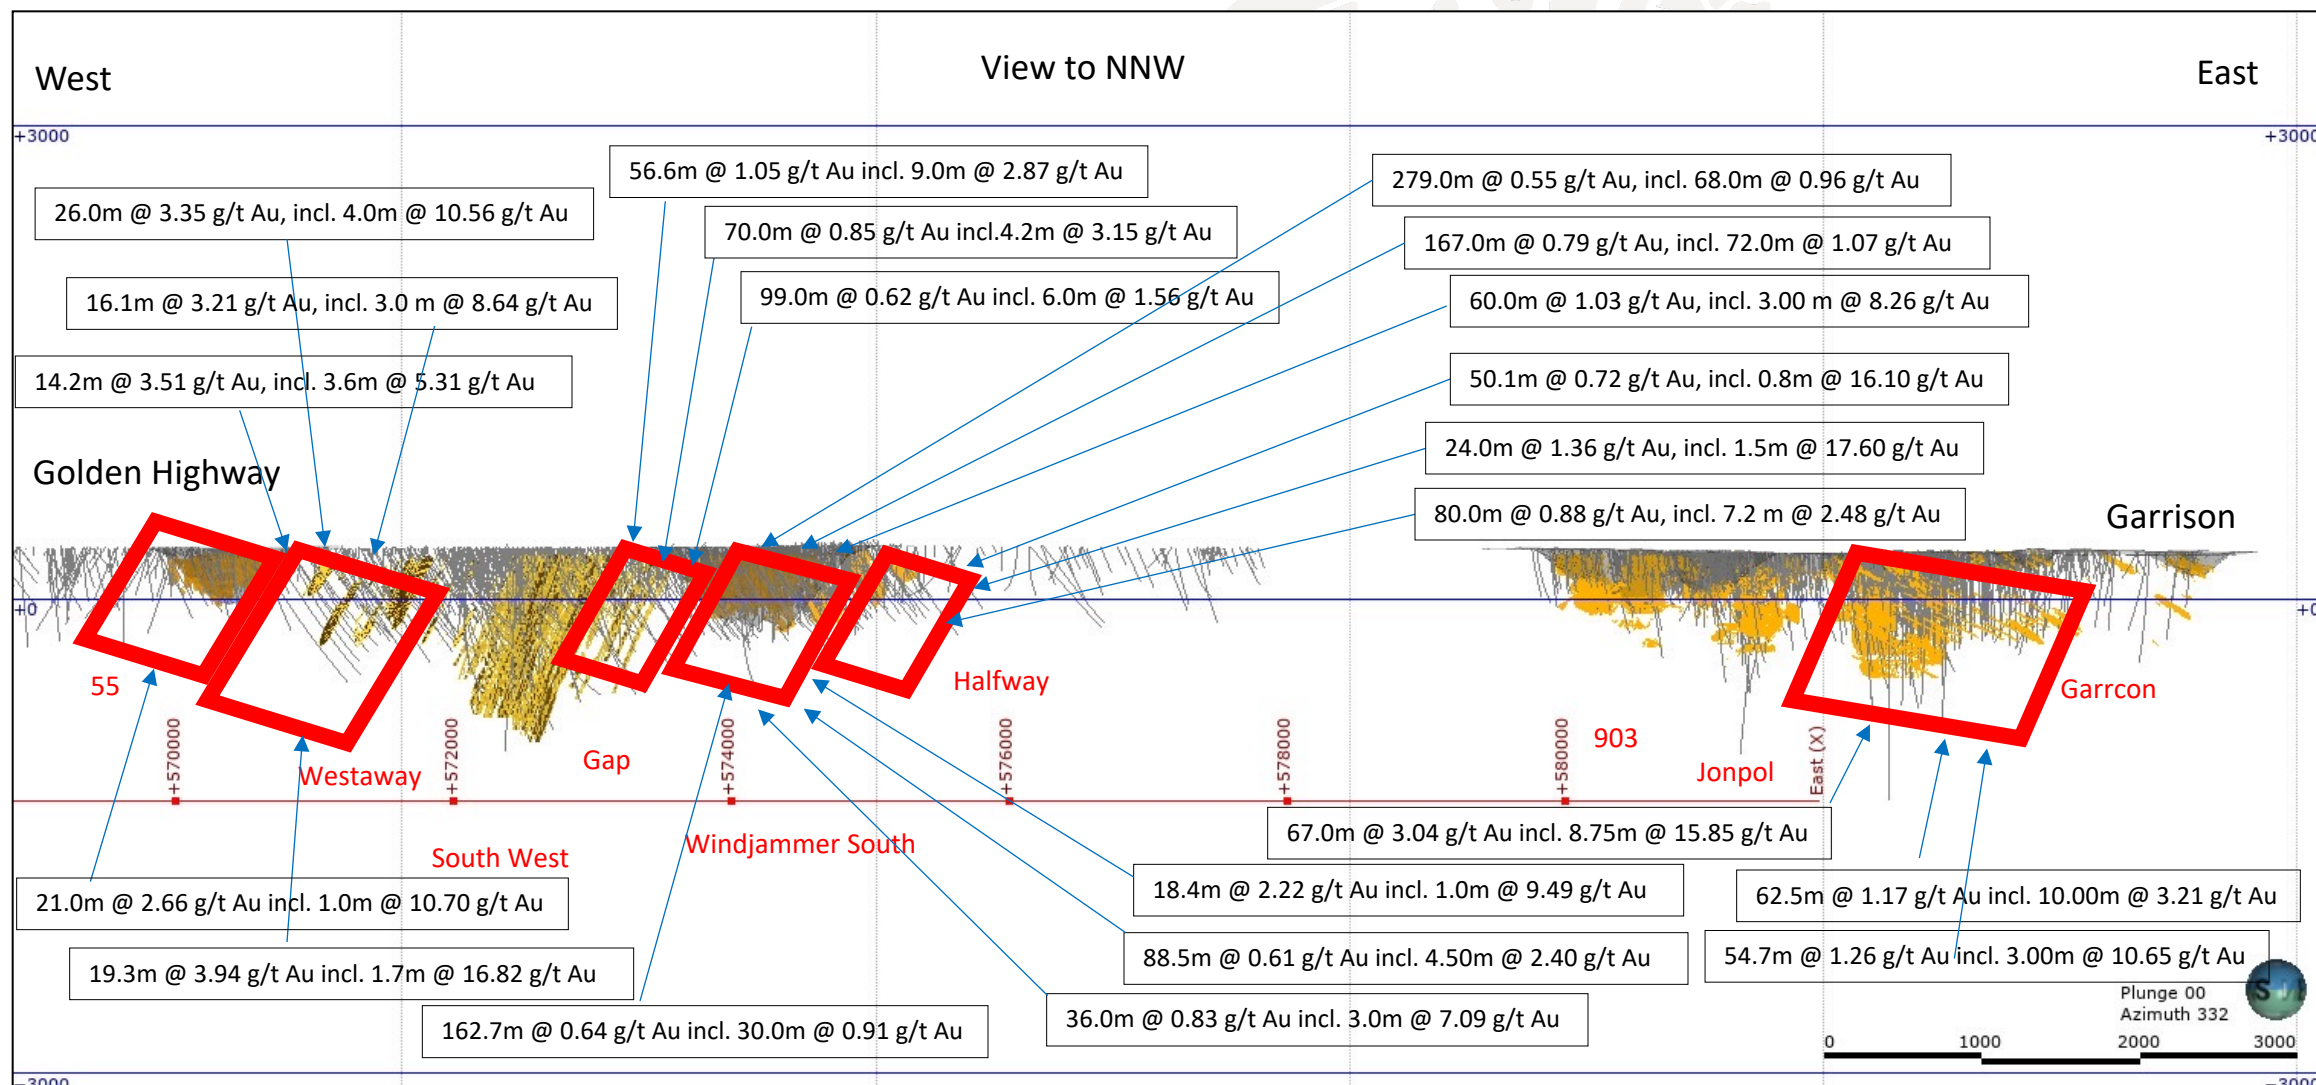 West
View to NNW
East
+3000
+3000
56.6m @ 1.05 g/t Au incl. 9.0m @ 2.87 g/t Au
279.0m @ 0.55 g/t Au, incl. 68.0m @ 0.96 g/t Au
26.0m @ 3.35 g/t Au, incl. 4.0m @ 10.56 g/t Au
70.0m @ 0.85 g/t Au incl.4.2m @ 3.15 g/t Au
167.0m @ 0.79 g/t Au, incl. 72.0m @ 1.07 g/t Au
16.1m @ 3.21 g/t Au, incl. 3.0 m @ 8.64 g/t Au
99.0m @ 0.62 g/t Au incl. 6.0m @ 1.56 g/t Au
60.0m @ 1.03 g/t Au, incl. 3.00 m @ 8.26 g/t Au
14.2m @ 3.51 g/t Au, incl. 3.6m @ 5.31 g/t Au
50.1m @ 0.72 g/t Au, incl. 0.8m @ 16.10 g/t Au
24.0m @ 1.36 g/t Au, incl. 1.5m @ 17.60 g/t Au
Golden Highway
80.0m @ 0.88 g/t Au, incl. 7.2 m @ 2.48 g/t Au
Garrison
+0
+0
55
Halfway
Garrcon
+570000
+572000
+574000
+576000
+578000
+580000
East (X)
903
Gap
Westaway
Jonpol
67.0m @ 3.04 g/t Au incl. 8.75m @ 15.85 g/t Au
South West
Windjammer South
21.0m @ 2.66 g/t Au incl. 1.0m @ 10.70 g/t Au
18.4m @ 2.22 g/t Au incl. 1.0m @ 9.49 g/t Au
62.5m @ 1.17 g/t Au incl. 10.00m @ 3.21 g/t Au
19.3m @ 3.94 g/t Au incl. 1.7m @ 16.82 g/t Au
88.5m @ 0.61 g/t Au incl. 4.50m @ 2.40 g/t Au
54.7m @ 1.26 g/t Au incl. 3.00m @ 10.65 g/t Au
162.7m @ 0.64 g/t Au incl. 30.0m @ 0.91 g/t Au
36.0m @ 0.83 g/t Au incl. 3.0m @ 7.09 g/t Au
S
Plunge 00
Azimuth 332
0 1000 2000 3000
-3000
-3000